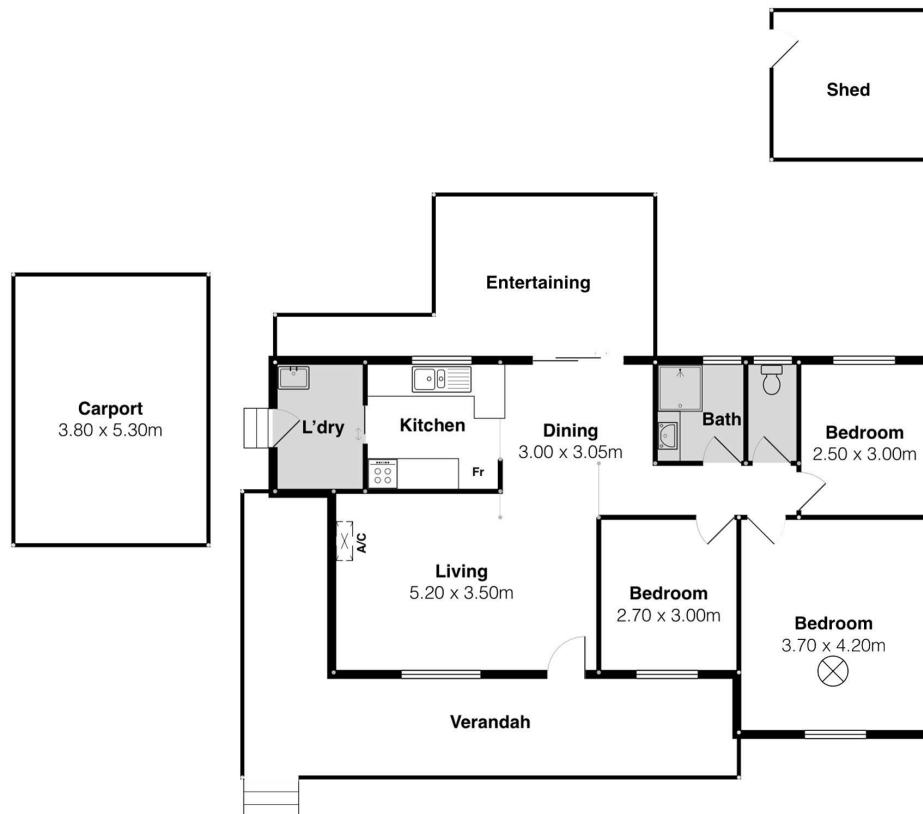 Shed
Entertaining
Carport
3.80 x 5.30m
L'dry
Kitchen
Fr
Dining
3.00 x 3.05m
Bath
Bedroom
2.50 x 3.00m
A/C
Living
5.20 x 3.50m
Bedroom
2.70 x 3.00m
Bedroom
3.70 x 4.20m
Verandah